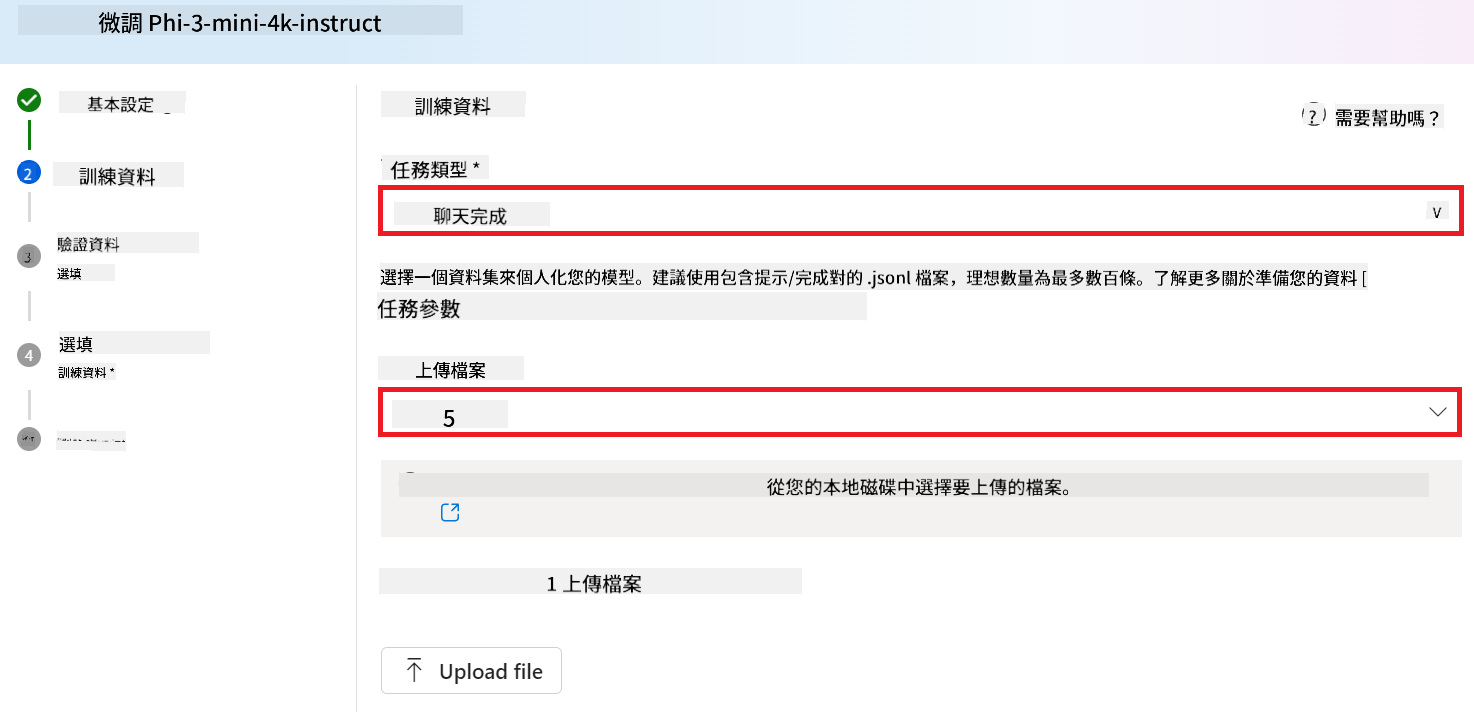 微調 Phi-3-mini-4k-instruct
基本設定
2
訓練資料
3
驗證資料
選填
4
選填
訓練資料 *
訓練資料
? 需要幫助嗎？
任務類型 *
聊天完成
V
選擇一個資料集來個人化您的模型。建議使用包含提示/完成對的 .jsonl 檔案，理想數量為最多數百條。了解更多關於準備您的資料 [
任務參數
上傳檔案
5
從您的本地磁碟中選擇要上傳的檔案。
1 上傳檔案
Upload file